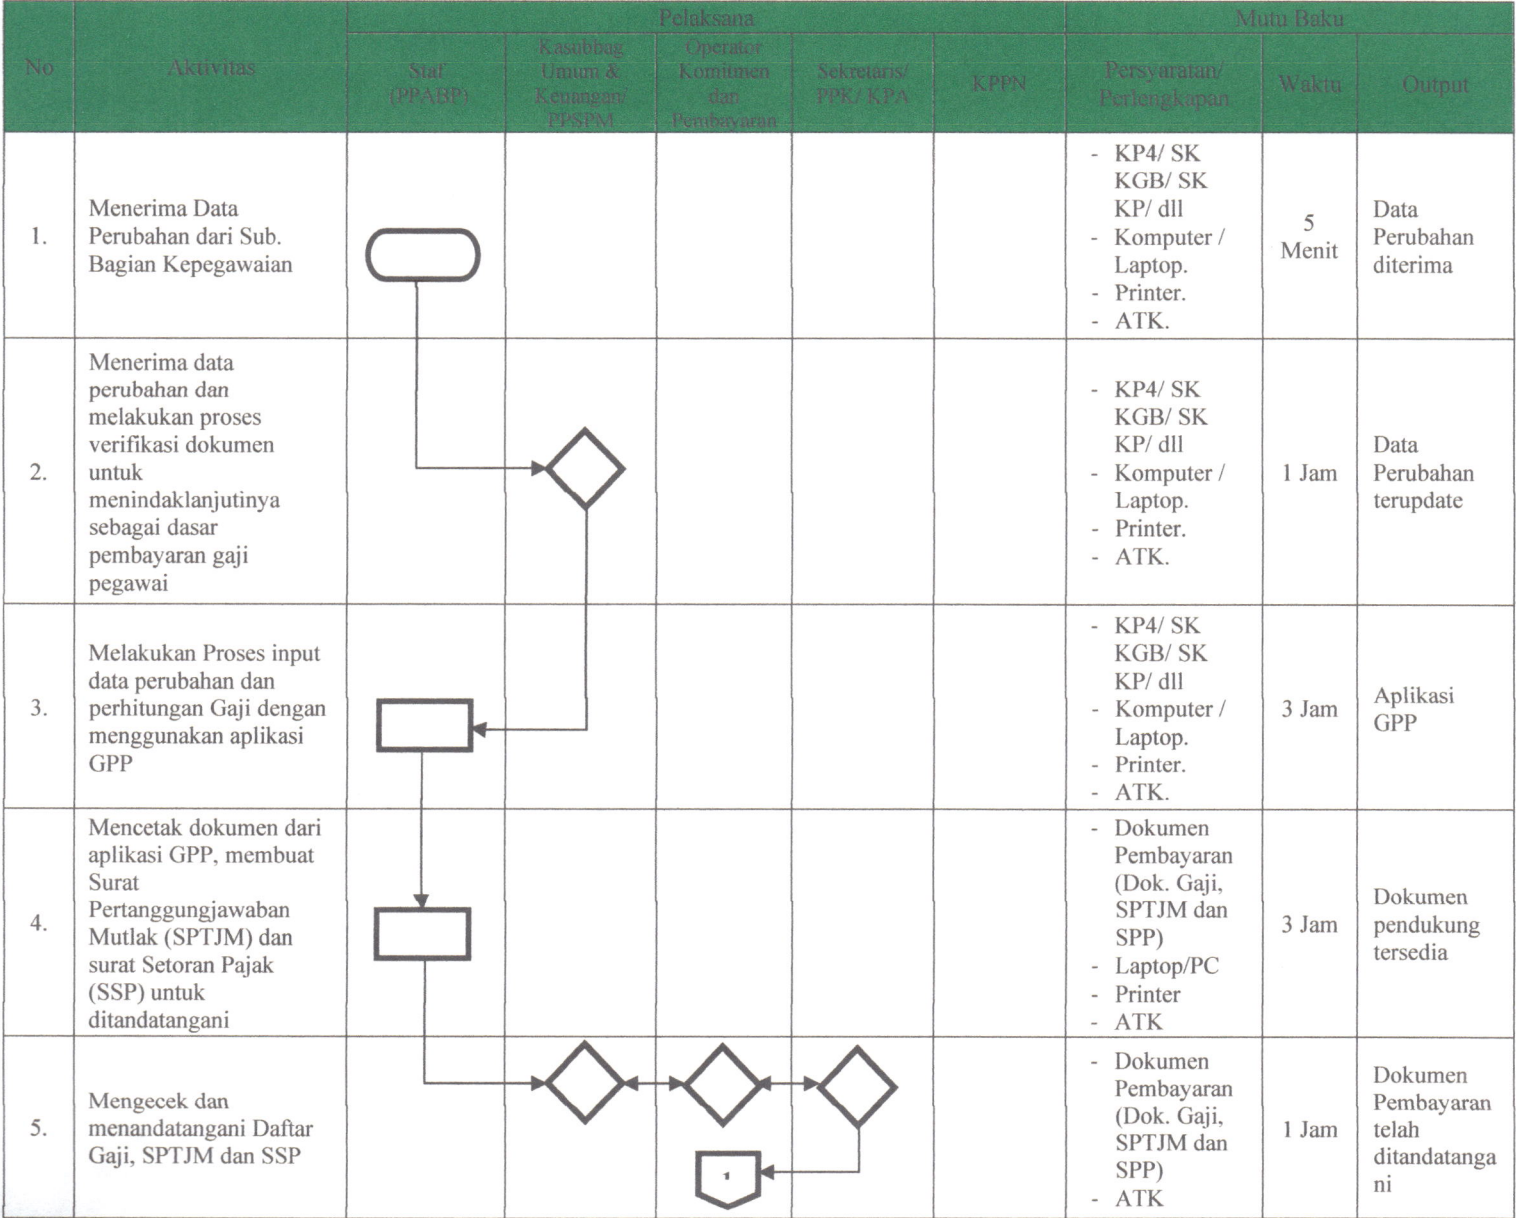 No
Aktivitas
Pelaksana
Mutu Baku
Staf
(PPABP)
Kasubbag
Umum &
Keuangan/
PPSPM
Operator
Komitmen
dan
Pembayaran
Sekretaris/
PPK/ KPA
KPPN
Persyaratan/
Perlengkapan
Waktu
Output
1.
Menerima Data
Perubahan dari Sub.
Bagian Kepegawaian
- KP4/ SK
KGB/ SK
KP/ dll
- Komputer /
Laptop.
- Printer.
- ATK.
5
Menit
Data
Perubahan
diterima
2.
Menerima data
perubahan dan
melakukan proses
verifikasi dokumen
untuk
menindaklanjutinya
sebagai dasar
pembayaran gaji
pegawai
- KP4/ SK
KGB/ SK
KP/ dll
- Komputer /
Laptop.
- Printer.
- ATK.
1 Jam
Data
Perubahan
terupdate
3.
Melakukan Proses input
data perubahan dan
perhitungan Gaji dengan
menggunakan aplikasi
GPP
- KP4/ SK
KGB/ SK
KP/ dll
- Komputer /
Laptop.
- Printer.
- ATK.
3 Jam
Aplikasi
GPP
4.
Mencetak dokumen dari
aplikasi GPP, membuat
Surat
Pertanggungjawaban
Mutlak (SPTJM) dan
surat Setoran Pajak
(SSP) untuk
ditandatangani
- Dokumen
Pembayaran
(Dok. Gaji,
SPTJM dan
SPP)
- Laptop/PC
- Printer
- ATK
3 Jam
Dokumen
pendukung
tersedia
5.
Mengecek dan
menandatangani Daftar
Gaji, SPTJM dan SSP
1
- Dokumen
Pembayaran
(Dok. Gaji,
SPTJM dan
SPP)
- ATK
1 Jam
Dokumen
Pembayaran
telah
ditandatanga
ni